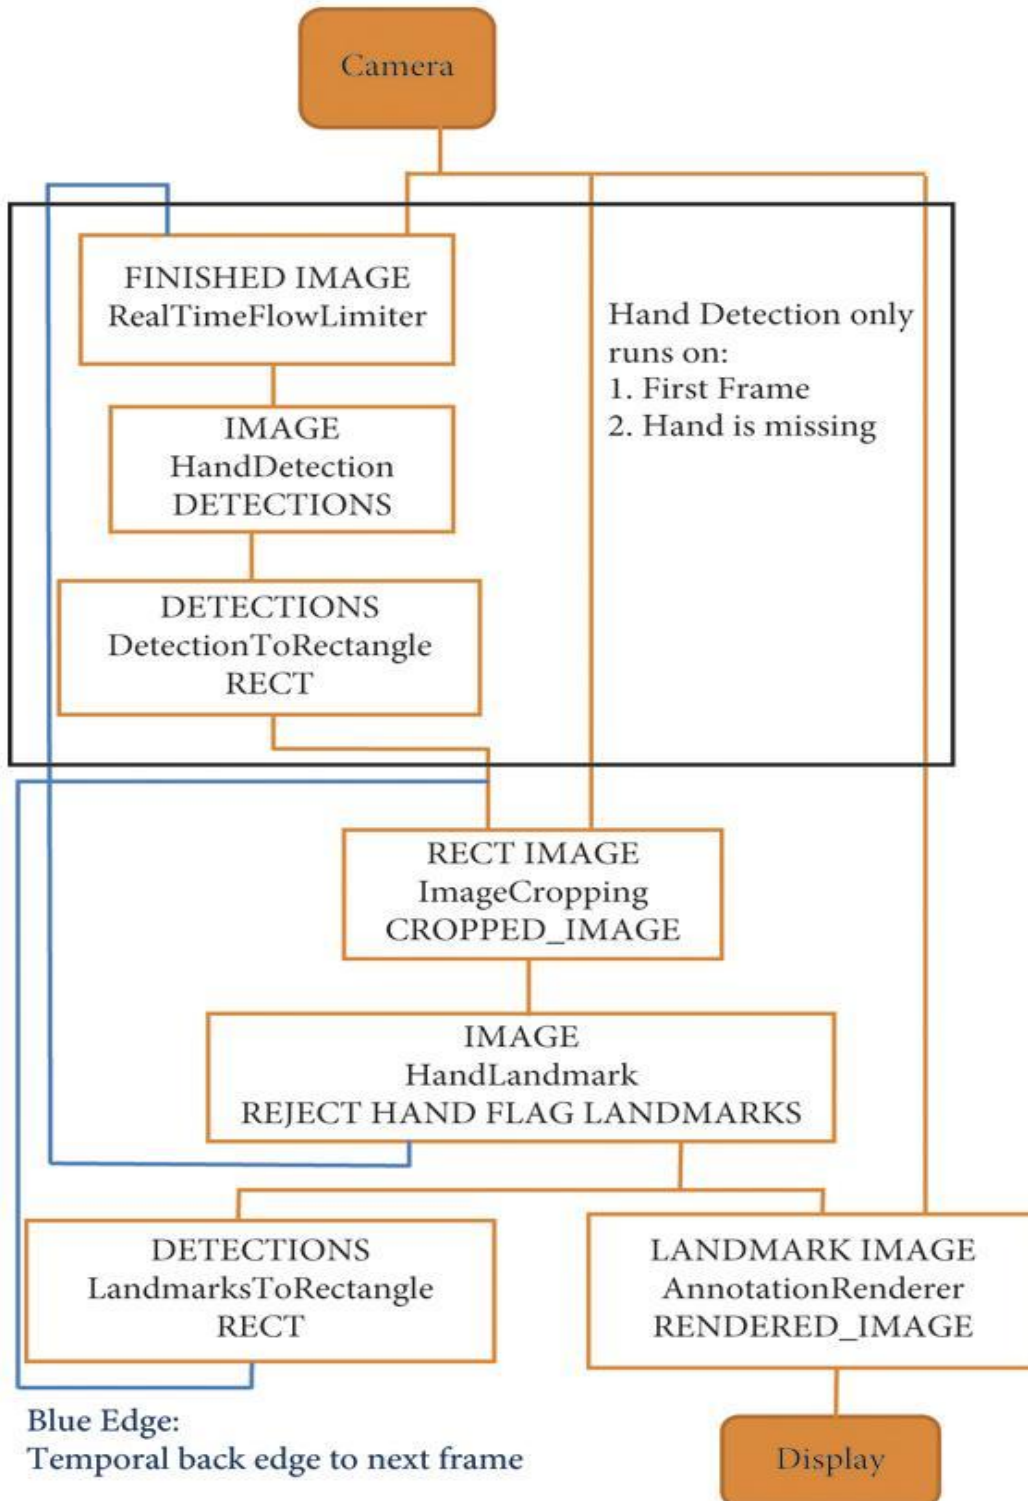 Camera
FINISHED IMAGE
RealTimeFlowLimiter
Hand Detection only
runs on:
1. First Frame
2. Hand is missing
IMAGE
HandDetection
DETECTIONS
DETECTIONS
DetectionToRectangle
RECT
RECT IMAGE
ImageCropping
CROPPED_IMAGE
IMAGE
HandLandmark
REJECT HAND FLAG LANDMARKS
DETECTIONS
LandmarksToRectangle
RECT
LANDMARK IMAGE
AnnotationRenderer
RENDERED_IMAGE
Blue Edge:
Temporal back edge to next frame
Display